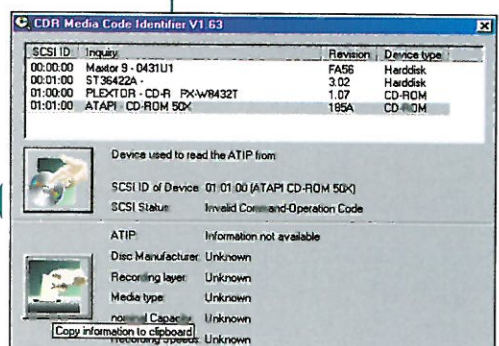 CDR Media Code Identifier V1.63
SCSI ID Inquiry Revision Device type
00:00:00 Maxtor 9 - 0431U1 FA56 Harddisk
00:01:00 ST36422A - 3.02 Harddisk
01:00:00 PLEXTOR - CD-R PX-W8432T 1.07 CD-ROM
01:01:00 ATAPI - CD-ROM 50X 185A CD-ROM
Device used to read the ATIP from
SCSI ID of Device: 01:01:00 (ATAPI CD-ROM 50X)
SCSI Status: Invalid Command-Operation Code
ATIP: Information not available
Disc Manufacturer: Unknown
Recording layer: Unknown
Media type: Unknown
nominal Capacity: Unknown
Copy information to clipboard
Recording Speeds: Unknown